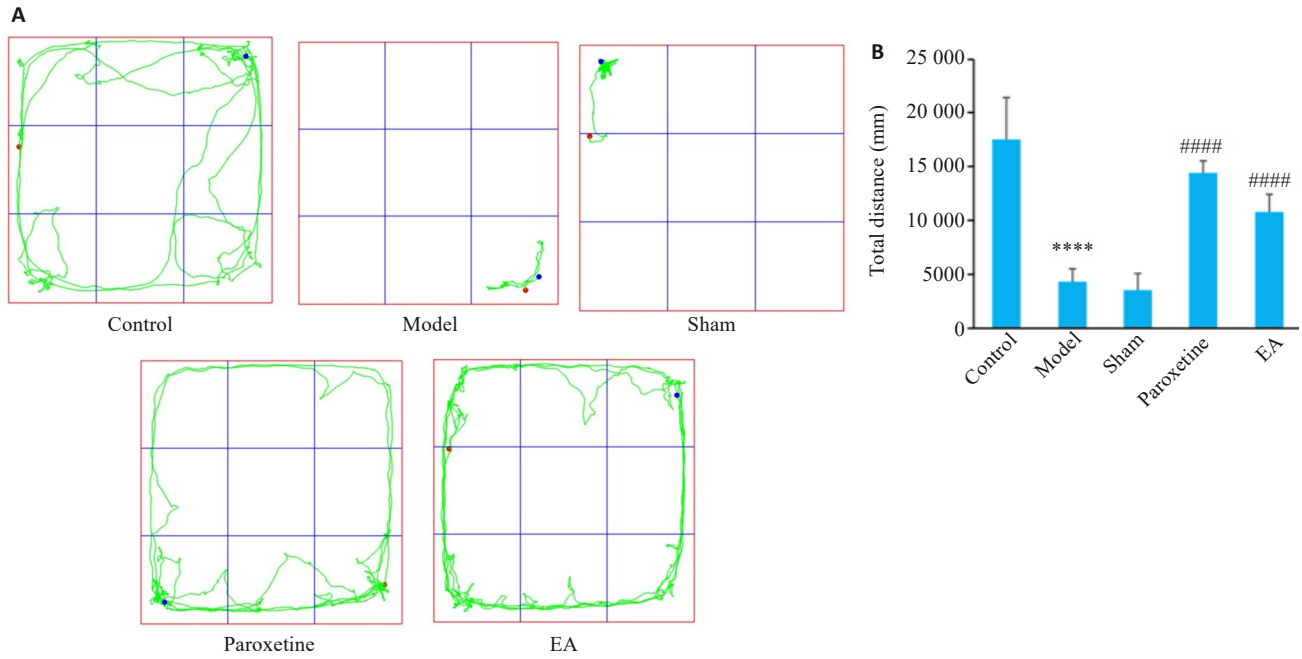 A
Control
Model
Sham
Paroxetine
EA
B
Total distance (mm)
25 000
20 000
15 000
10 000
5000
0
****
####
####
Control
Model
Sham
Paroxetine
EA